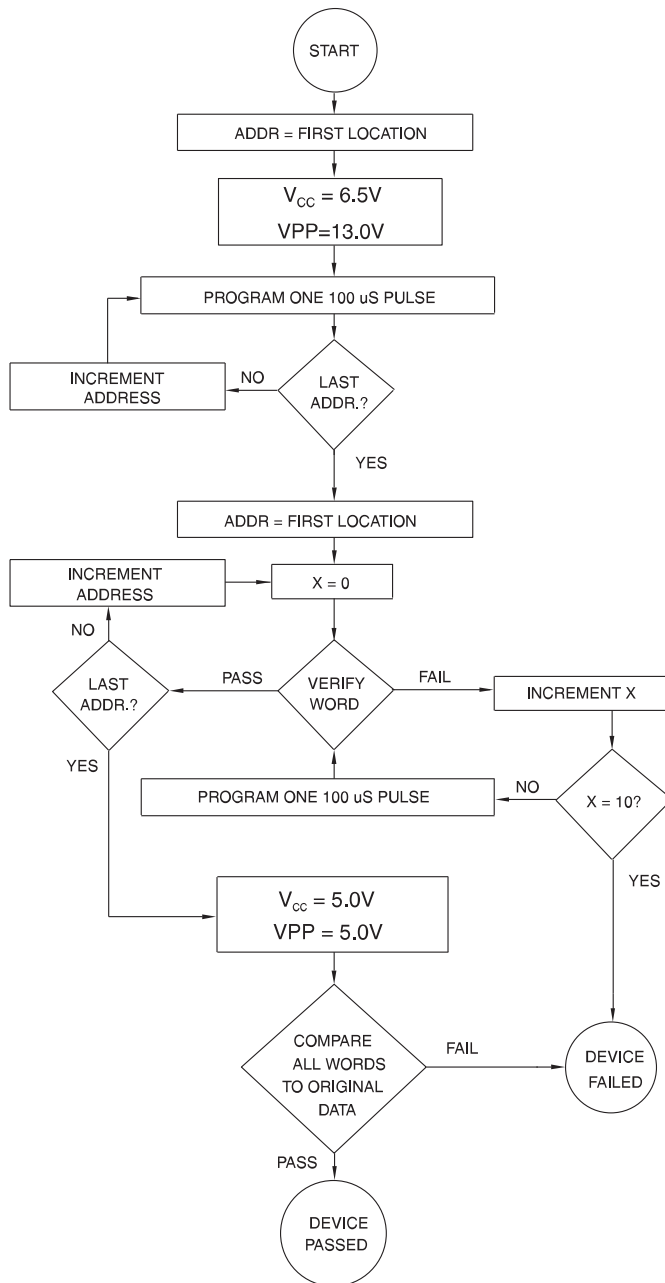 START
ADDR = FIRST LOCATION
V_CC = 6.5V
VPP=13.0V
PROGRAM ONE 100 uS PULSE
INCREMENT
ADDRESS
NO
LAST
ADDR.?
YES
ADDR = FIRST LOCATION
INCREMENT
ADDRESS
X = 0
NO
LAST
ADDR.?
PASS
VERIFY
WORD
FAIL
INCREMENT X
YES
PROGRAM ONE 100 uS PULSE
NO
X = 10?
YES
V_CC = 5.0V
VPP = 5.0V
COMPARE
ALL WORDS
TO ORIGINAL
DATA
FAIL
DEVICE
FAILED
PASS
DEVICE
PASSED